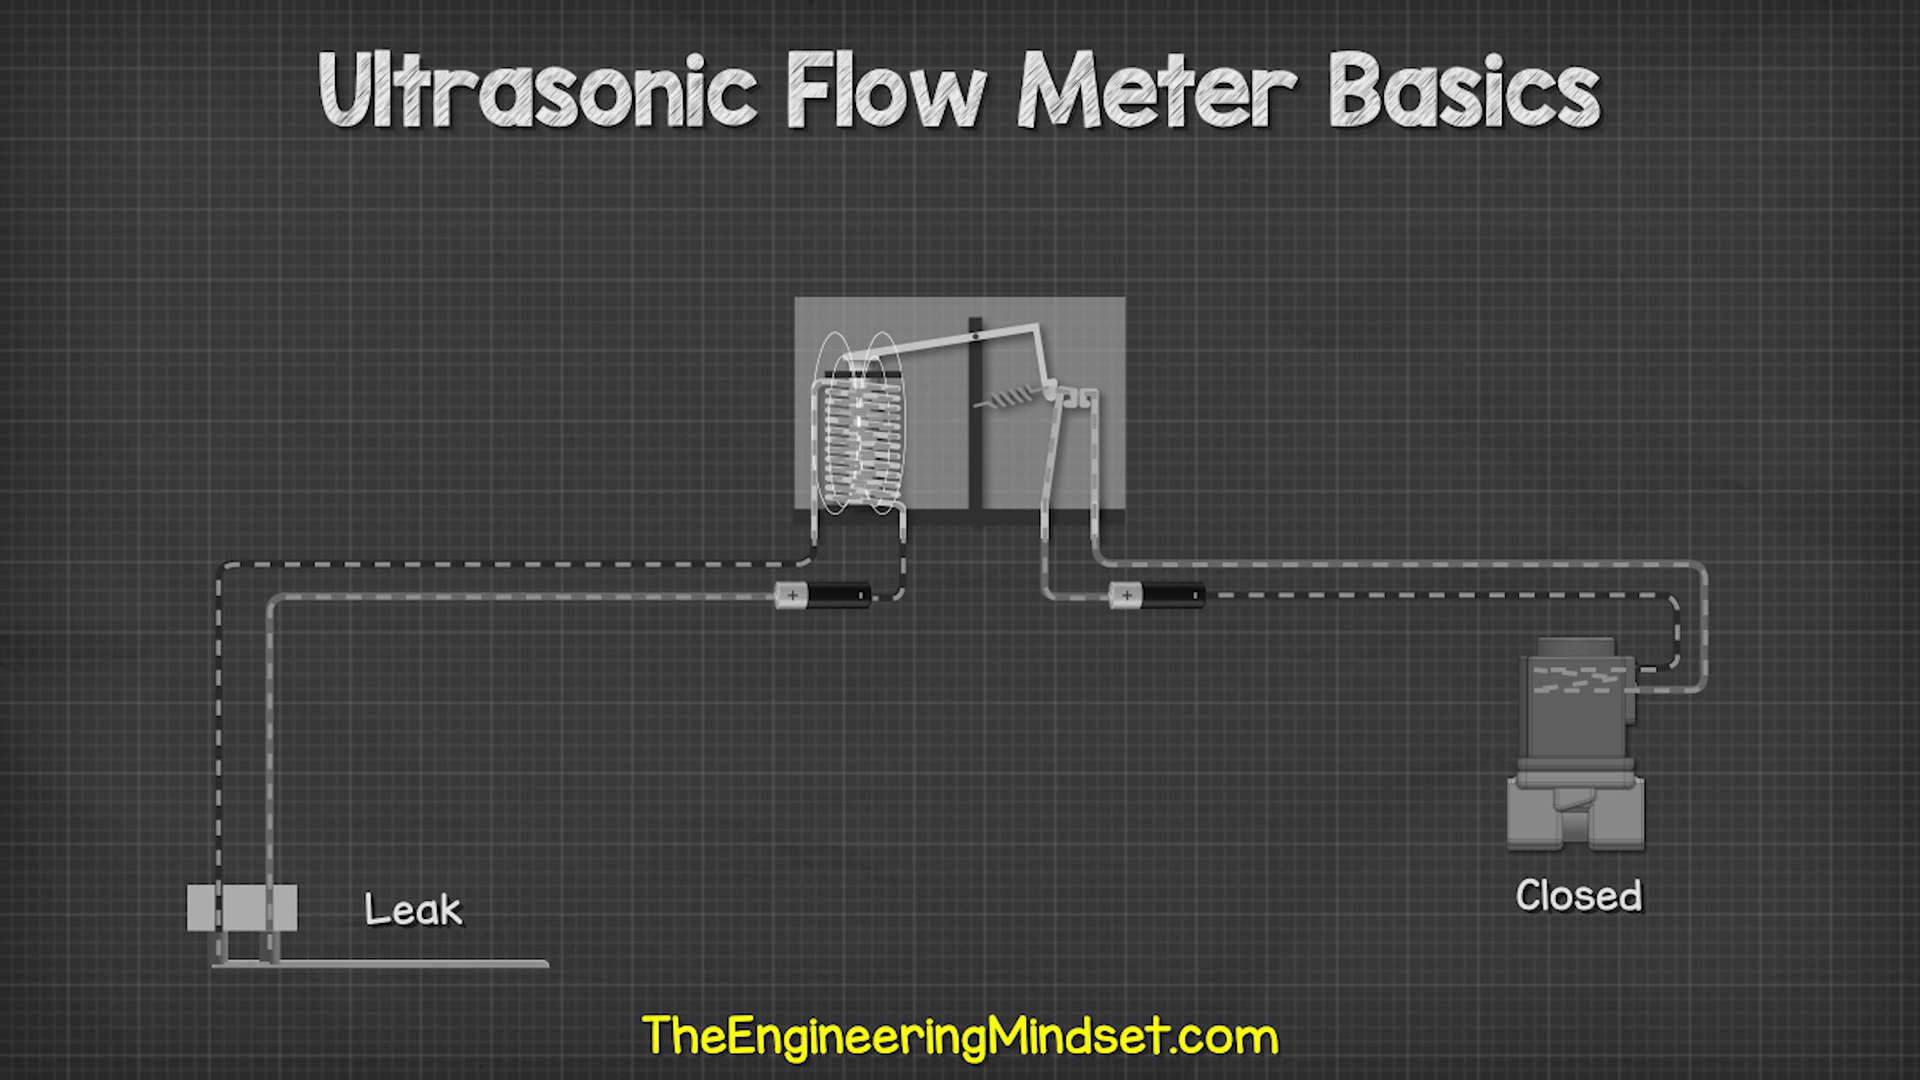 Ultrasonic Flow Meter Basics
+
+
Leak
Closed
TheEngineeringMindset.com